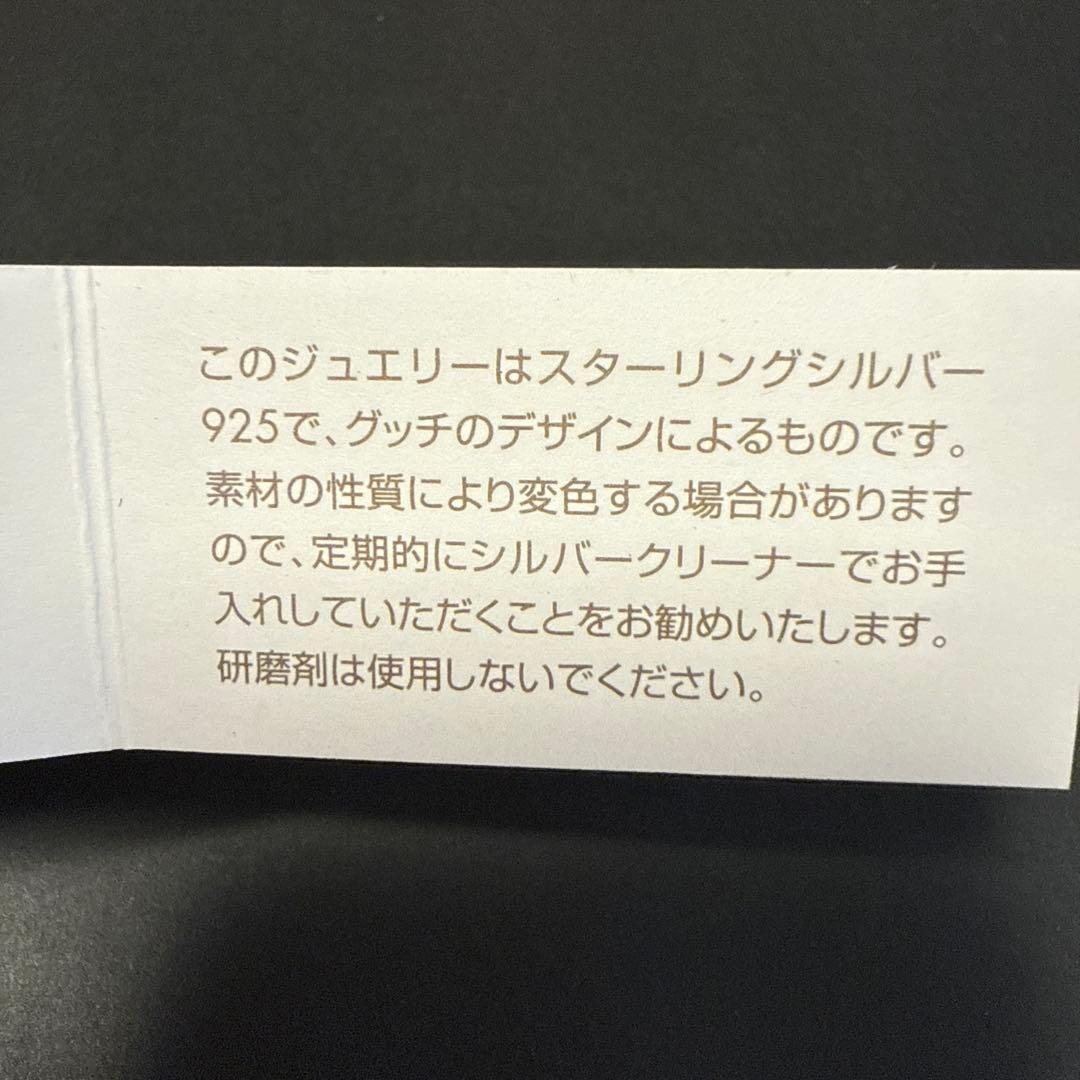 このジュエリーはスターリングシルバー
925で、グッチのデザインによるものです。
素材の性質により変色する場合があります
ので、定期的にシルバークリーナーでお手
入れしていただくことをお勧めいたします。
研磨剤は使用しないでください。